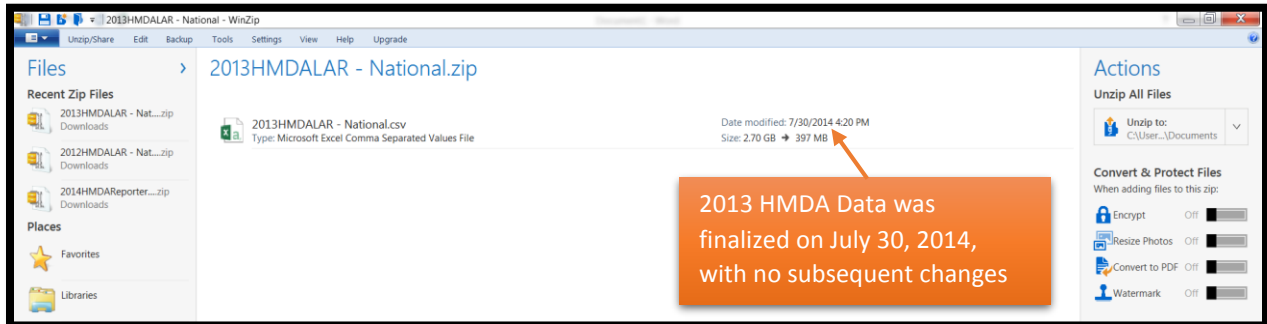 2013HMDALAR - National - WinZip
Unzip/Share Edit Backup Tools Settings View Help Upgrade
Files >
Recent Zip Files
2013HMDALAR - Nat....zip
Downloads
2012HMDALAR - Nat....zip
Downloads
2014HMDAReporter....zip
Downloads
Places
Favorites
Libraries
2013HMDALAR - National.zip
2013HMDALAR - National.csv
Type: Microsoft Excel Comma Separated Values File
Date modified: 7/30/2014 4:20 PM
Size: 2.70 GB → 397 MB
2013 HMDA Data was
finalized on July 30, 2014,
with no subsequent changes
Actions
Unzip All Files
Unzip to:
C:\User...\Documents
Convert & Protect Files
When adding files to this zip:
Encrypt Off
Resize Photos Off
Convert to PDF Off
Watermark Off